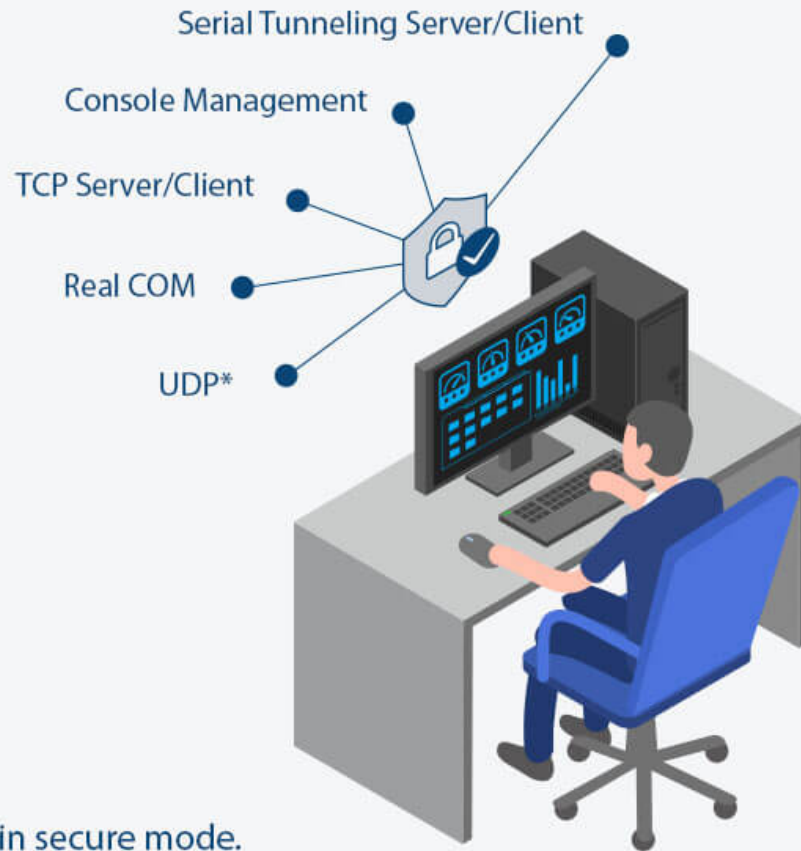 Serial Tunneling Server/Client
Console Management
TCP Server/Client
Real COM
UDP*
in secure mode.